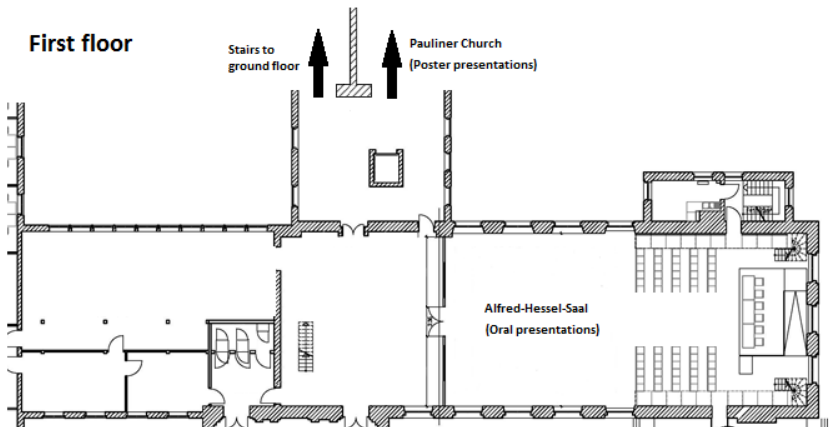 First floor
Stairs to
ground floor
Pauliner Church
(Poster presentations)
Alfred-Hessel-Saal
(Oral presentations)